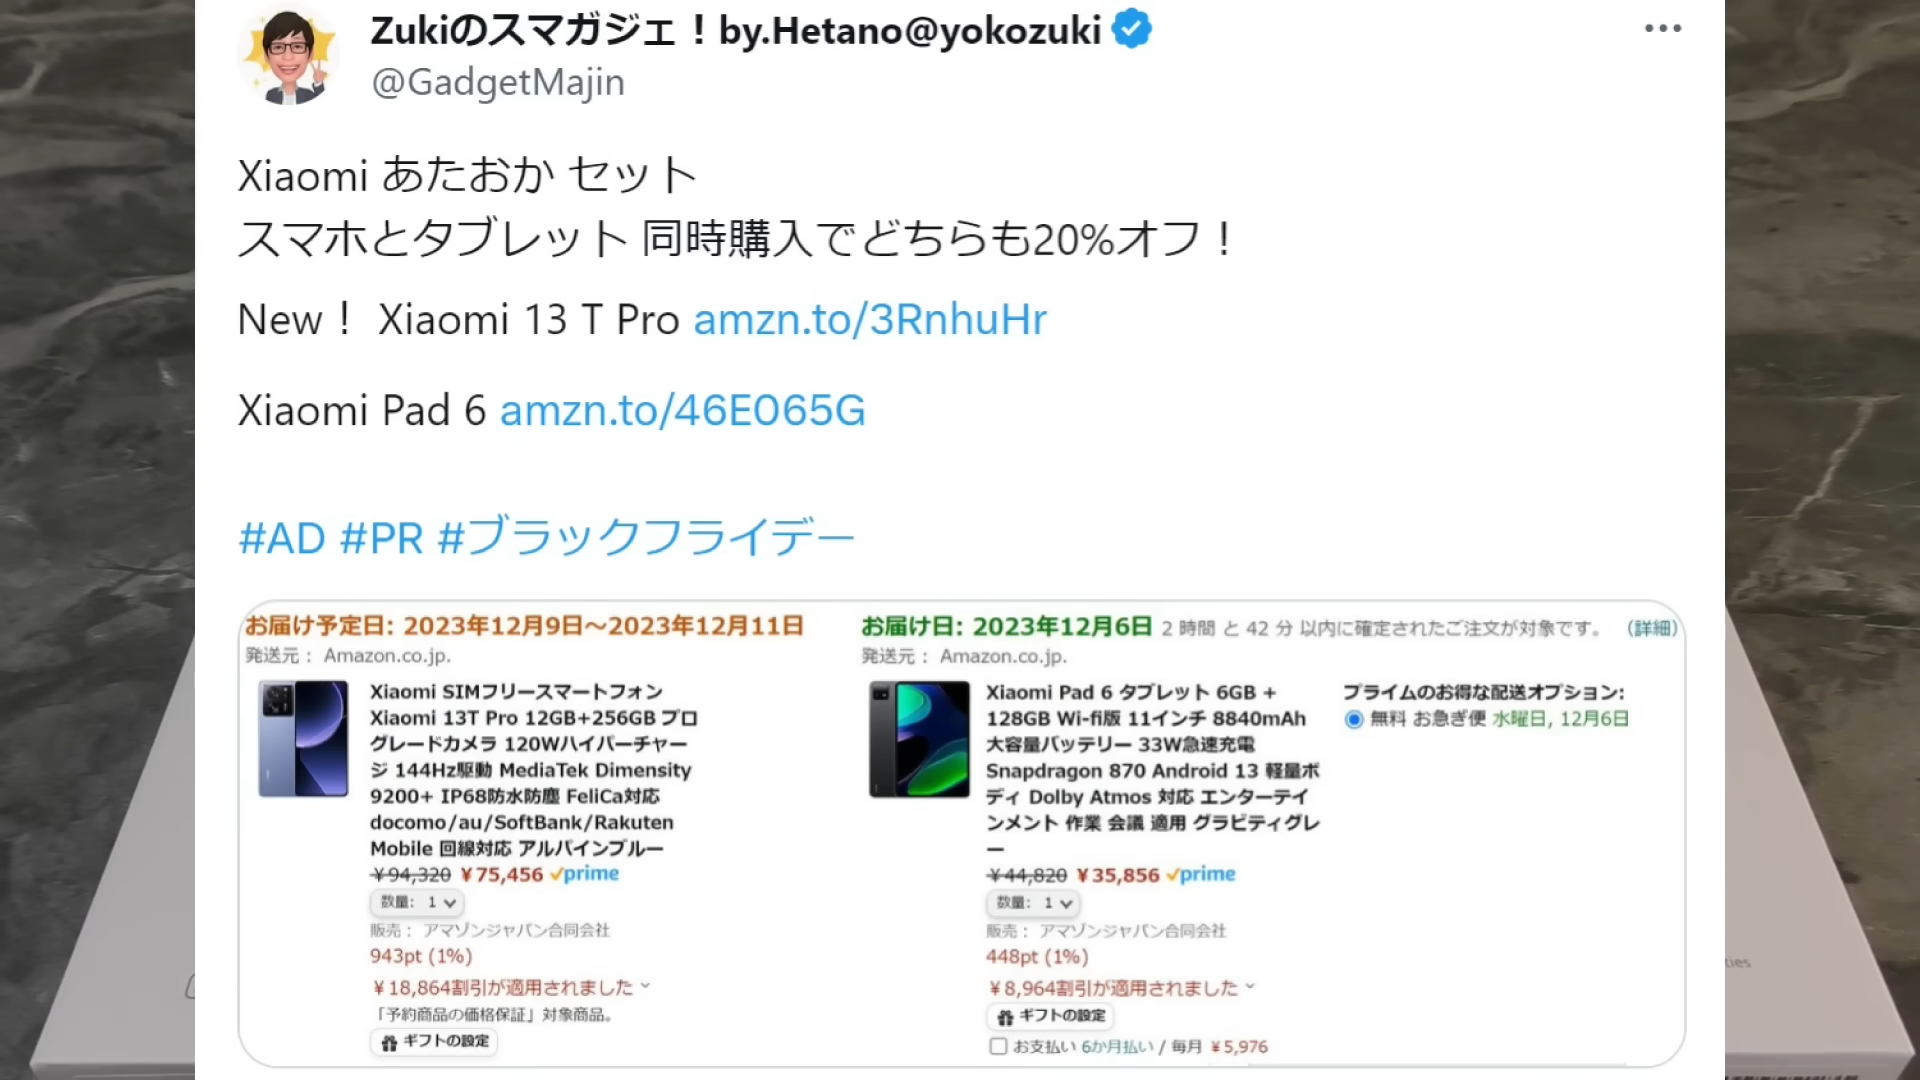 Zukiのスマガジェ！by.Hetano@yokozuki
@GadgetMajin
Xiaomi あたおか セット
スマホとタブレット 同時購入でどちらも20%オフ！
New！ Xiaomi 13 T Pro amzn.to/3RnhuHr
Xiaomi Pad 6 amzn.to/46E065G
#AD #PR #ブラックフライデー
お届け予定日: 2023年12月9日～2023年12月11日
発送元： Amazon.co.jp.
Xiaomi SIMフリースマートフォン
Xiaomi 13T Pro 12GB+256GB プロ
グレードカメラ 120Wハイパーチャー
ジ 144Hz駆動 MediaTek Dimensity
9200+ IP68防水防塵 FeliCa対応
docomo/au/SoftBank/Rakuten
Mobile 回線対応 アルパインブルー
￥94,320 ￥75,456 prime
数量： 1
販売： アマゾンジャパン合同会社
943pt (1%)
￥18,864割引が適用されました
「予約商品の価格保証」対象商品。
ギフトの設定
お届け日: 2023年12月6日 2 時間 と 42 分 以内に確定されたご注文が対象です。 （詳細）
発送元： Amazon.co.jp.
Xiaomi Pad 6 タブレット 6GB +
128GB Wi-fi版 11インチ 8840mAh
大容量バッテリー 33W急速充電
Snapdragon 870 Android 13 軽量ボ
ディ Dolby Atmos 対応 エンターテイ
ンメント 作業 会議 適用 グラビティグレ
ー
￥44,820 ￥35,856 prime
数量： 1
販売： アマゾンジャパン合同会社
448pt (1%)
￥8,964割引が適用されました
ギフトの設定
お支払い 6か月払い / 毎月 ￥5,976
プライムのお得な配送オプション:
無料 お急ぎ便 水曜日, 12月6日